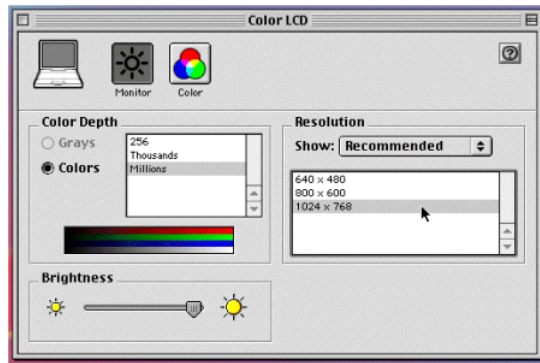 Color LCD
Monitor
Color
?
Color Depth
Grays
Colors
256
Thousands
Millions
Resolution
Show: Recommended
640 x 480
800 x 600
1024 x 768
Brightness